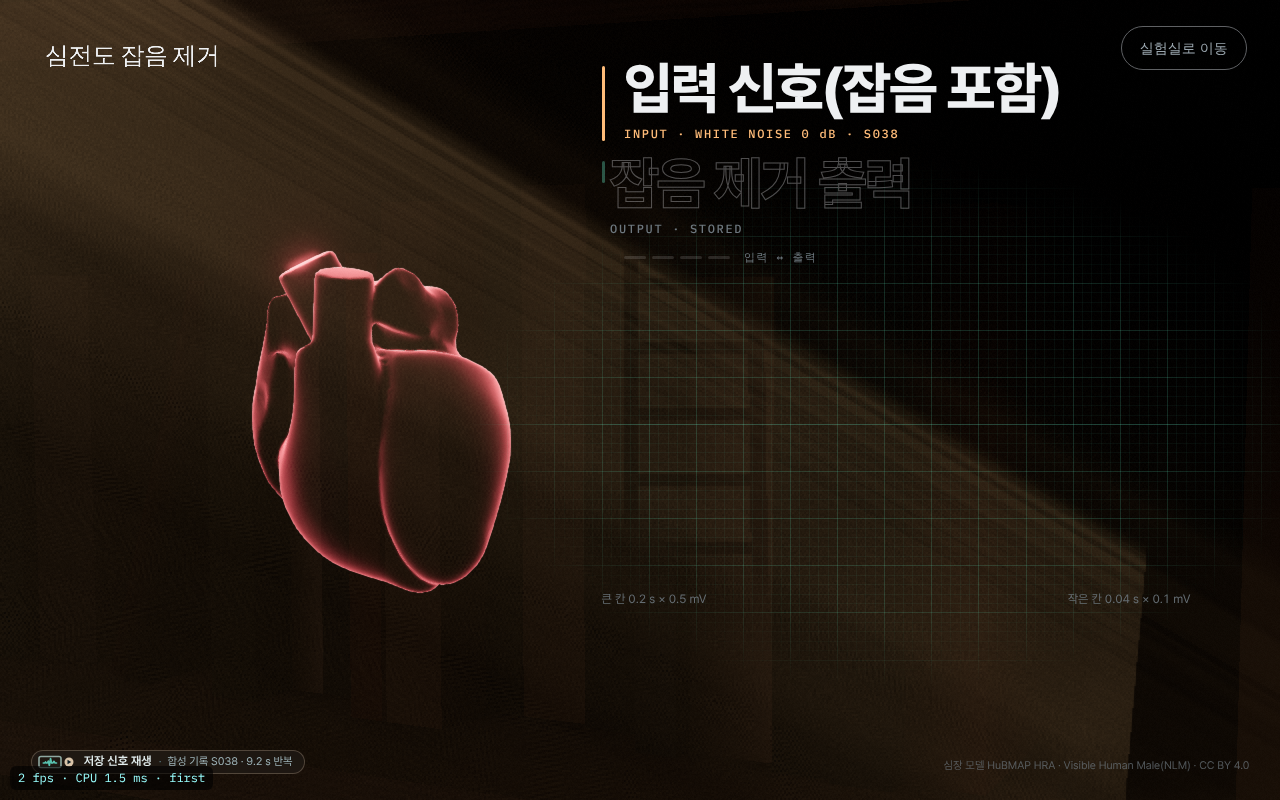 심전도 잡음 제거
실험실로 이동
입력 신호(잡음 포함)
INPUT · WHITE NOISE 0 dB · S038
잡음 제거 출력
OUTPUT · STORED
입력 ↔ 출력
큰 칸 0.2 s × 0.5 mV
작은 칸 0.04 s × 0.1 mV
저장 신호 재생 · 합성 기록 S038 · 9.2 s 반복
2 fps · CPU 1.5 ms · first
심장 모델 HuBMAP HRA · Visible Human Male(NLM) · CC BY 4.0